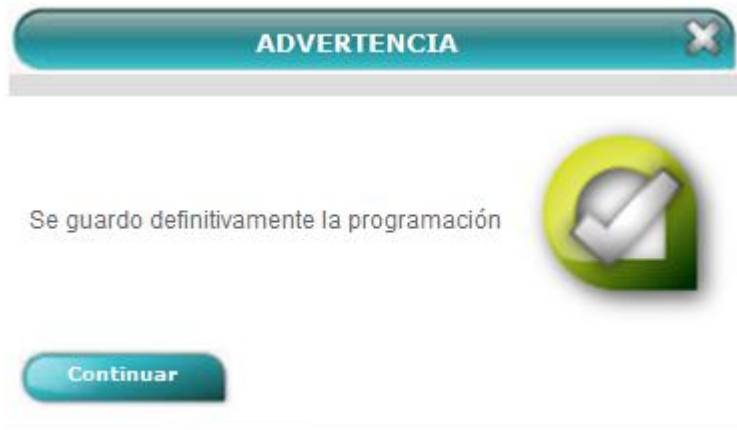 ADVERTENCIA
Se guardo definitivamente la programación
Continuar